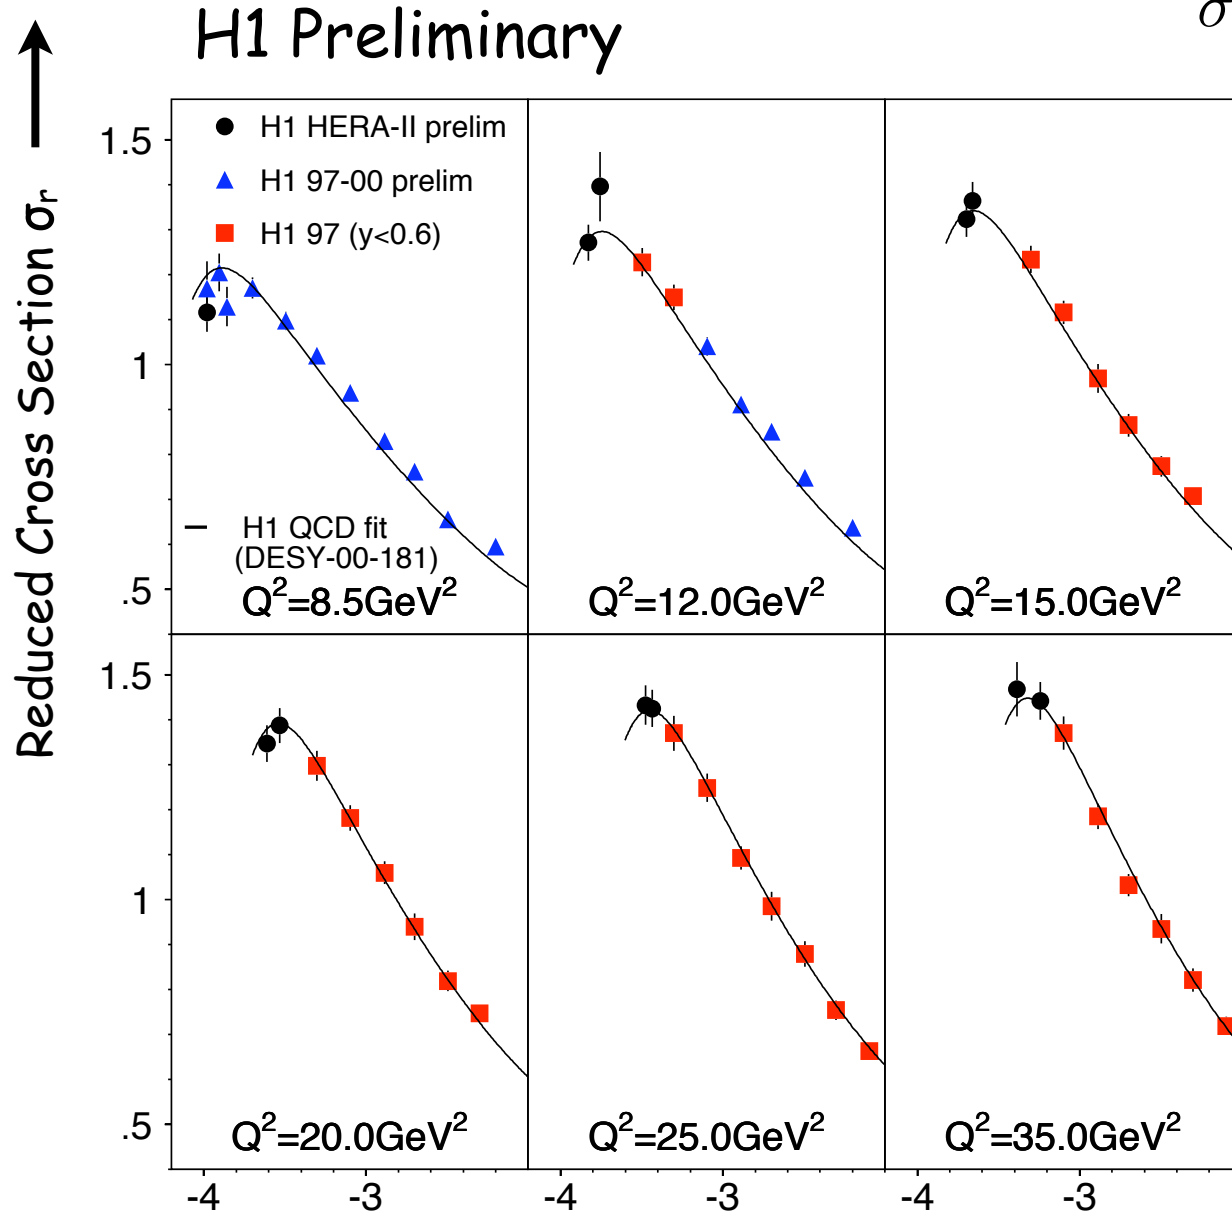 H1 Preliminary
σ
Reduced Cross Section σr
1.5
1
.5
H1 HERA-II prelim
H1 97-00 prelim
H1 97 (y<0.6)
H1 QCD fit
(DESY-00-181)
Q²=8.5GeV²
Q²=12.0GeV²
Q²=15.0GeV²
1.5
1
.5
Q²=20.0GeV²
Q²=25.0GeV²
Q²=35.0GeV²
-4 -3 -4 -3 -4 -3